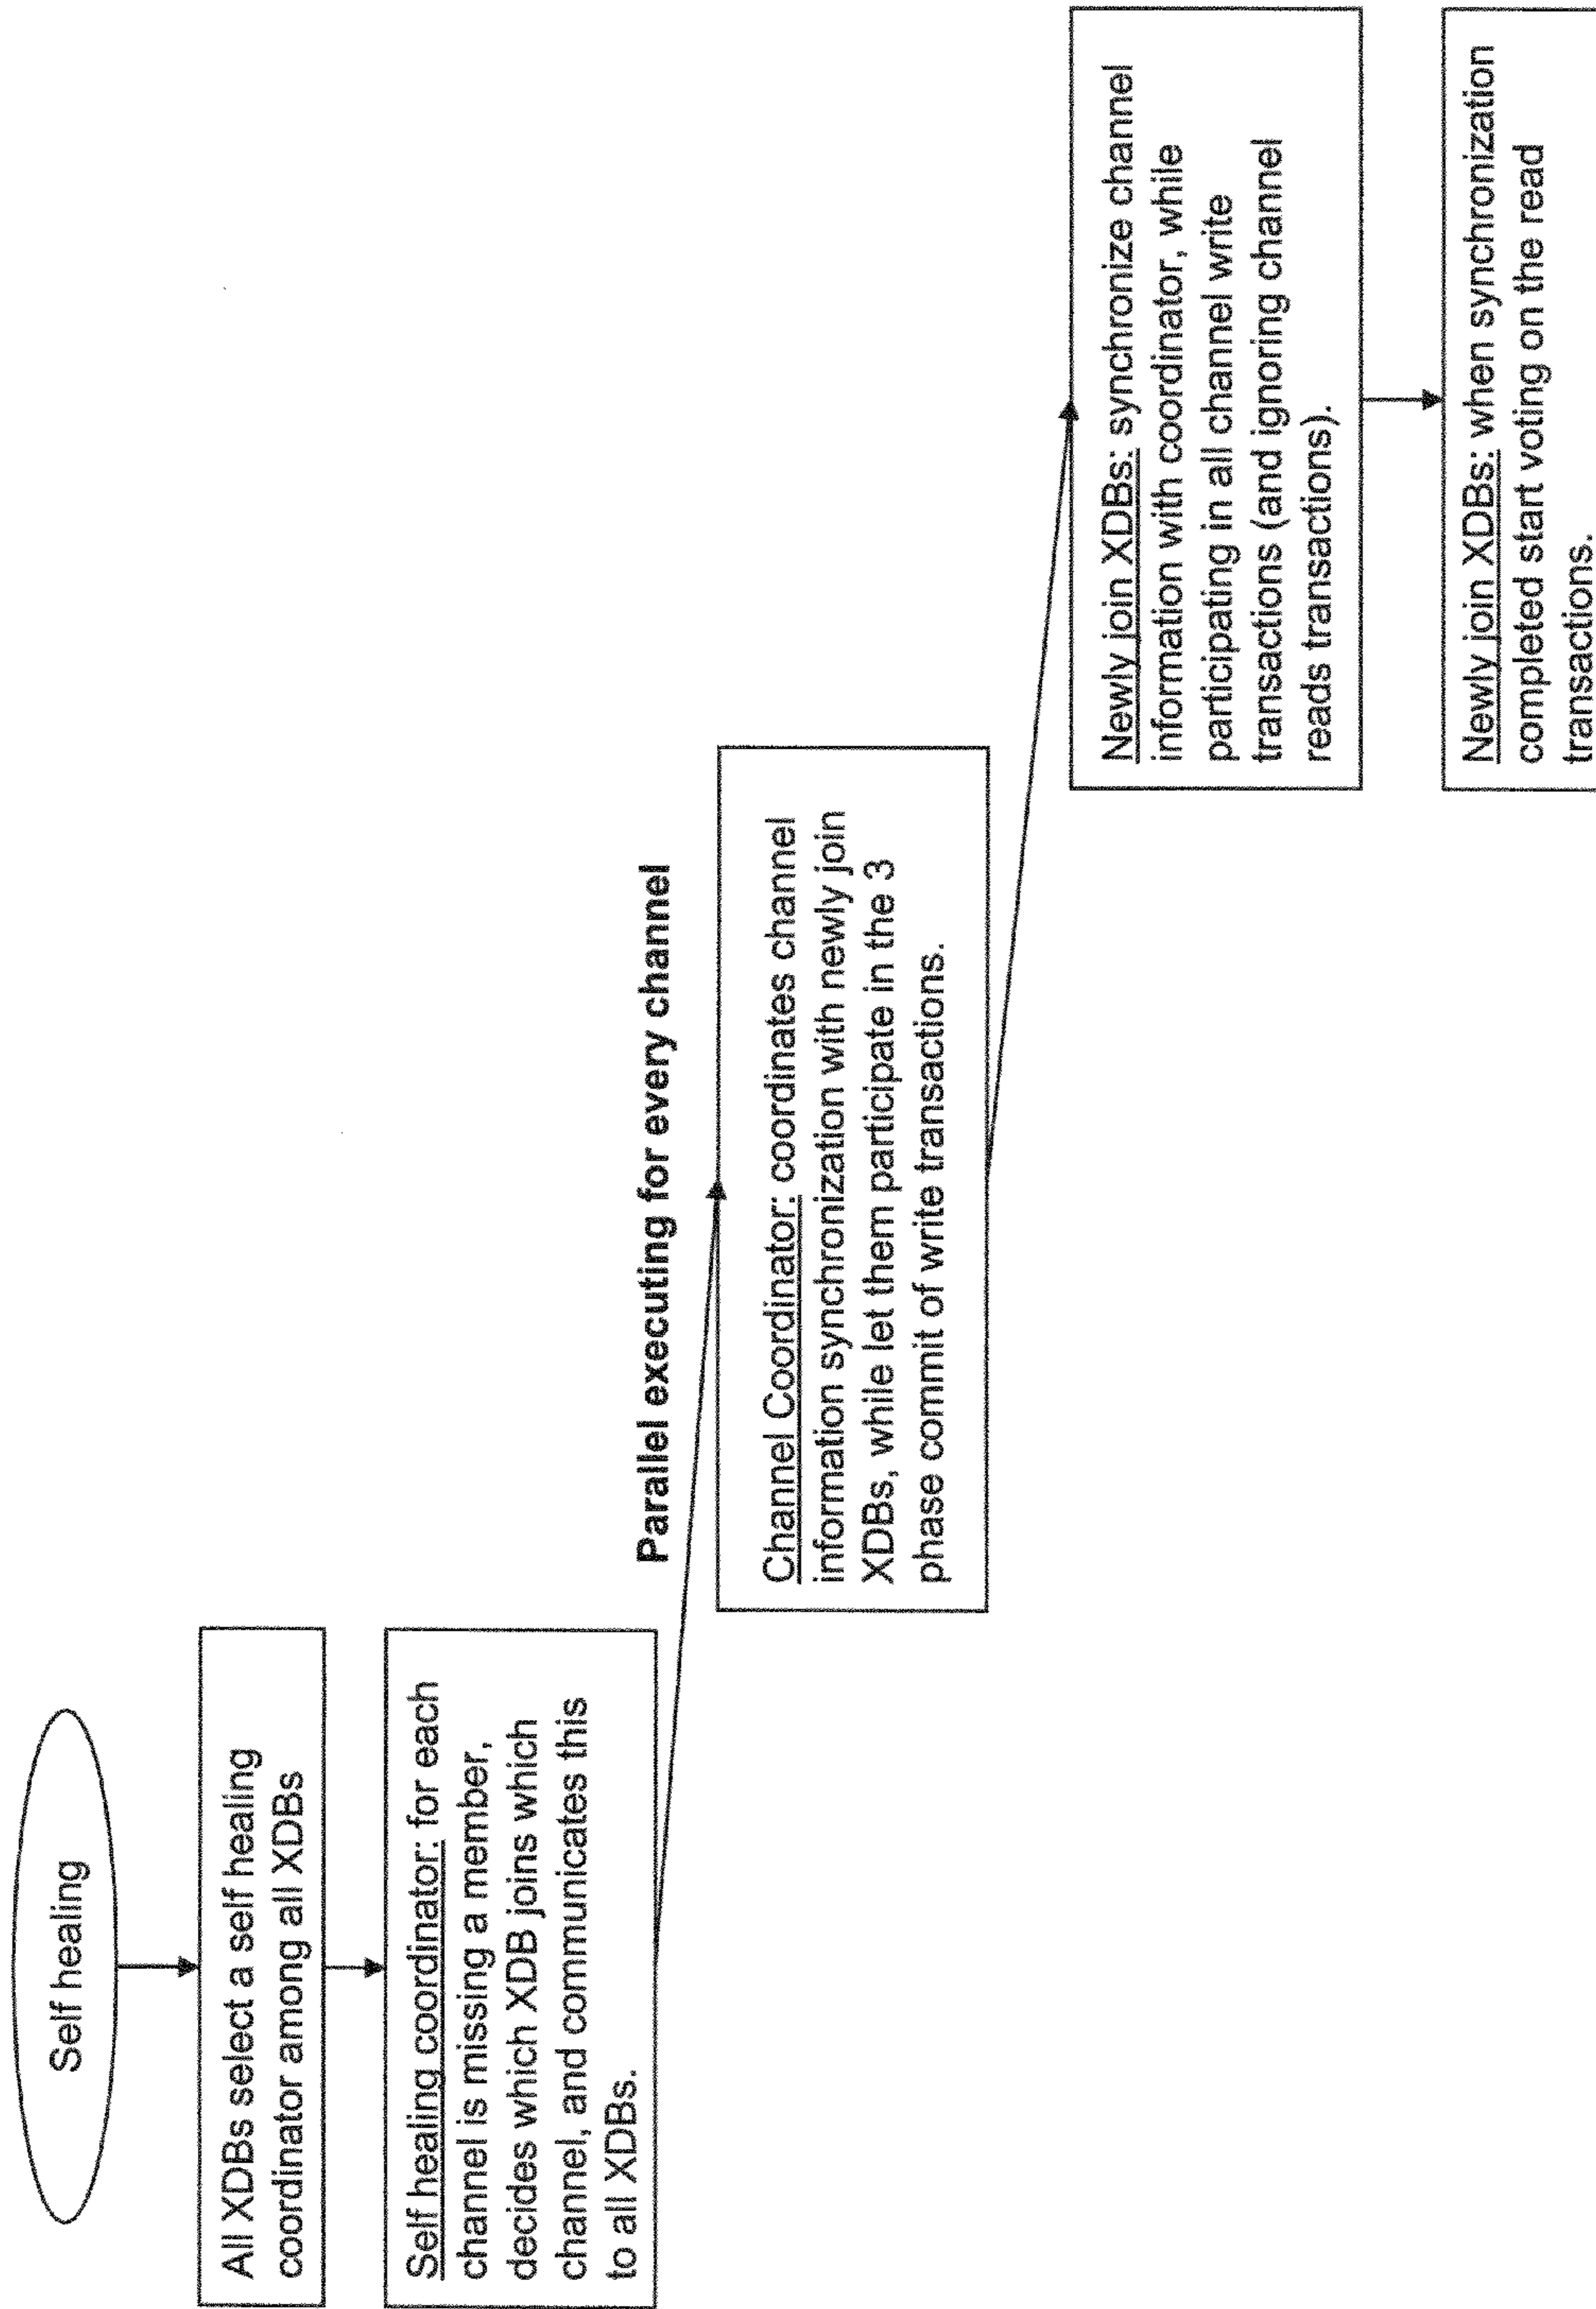 Self healing
All XDBs select a self healing
coordinator among all XDBs
Self healing coordinator: for each
channel is missing a member,
decides which XDB joins which
channel, and communicates this
to all XDBs.
Parallel executing for every channel
Channel Coordinator: coordinates channel
information synchronization with newly join
XDBs, while let them participate in the 3
phase commit of write transactions.
Newly join XDBs: synchronize channel
information with coordinator, while
participating in all channel write
transactions (and ignoring channel
reads transactions).
Newly join XDBs: when synchronization
completed start voting on the read
transactions.